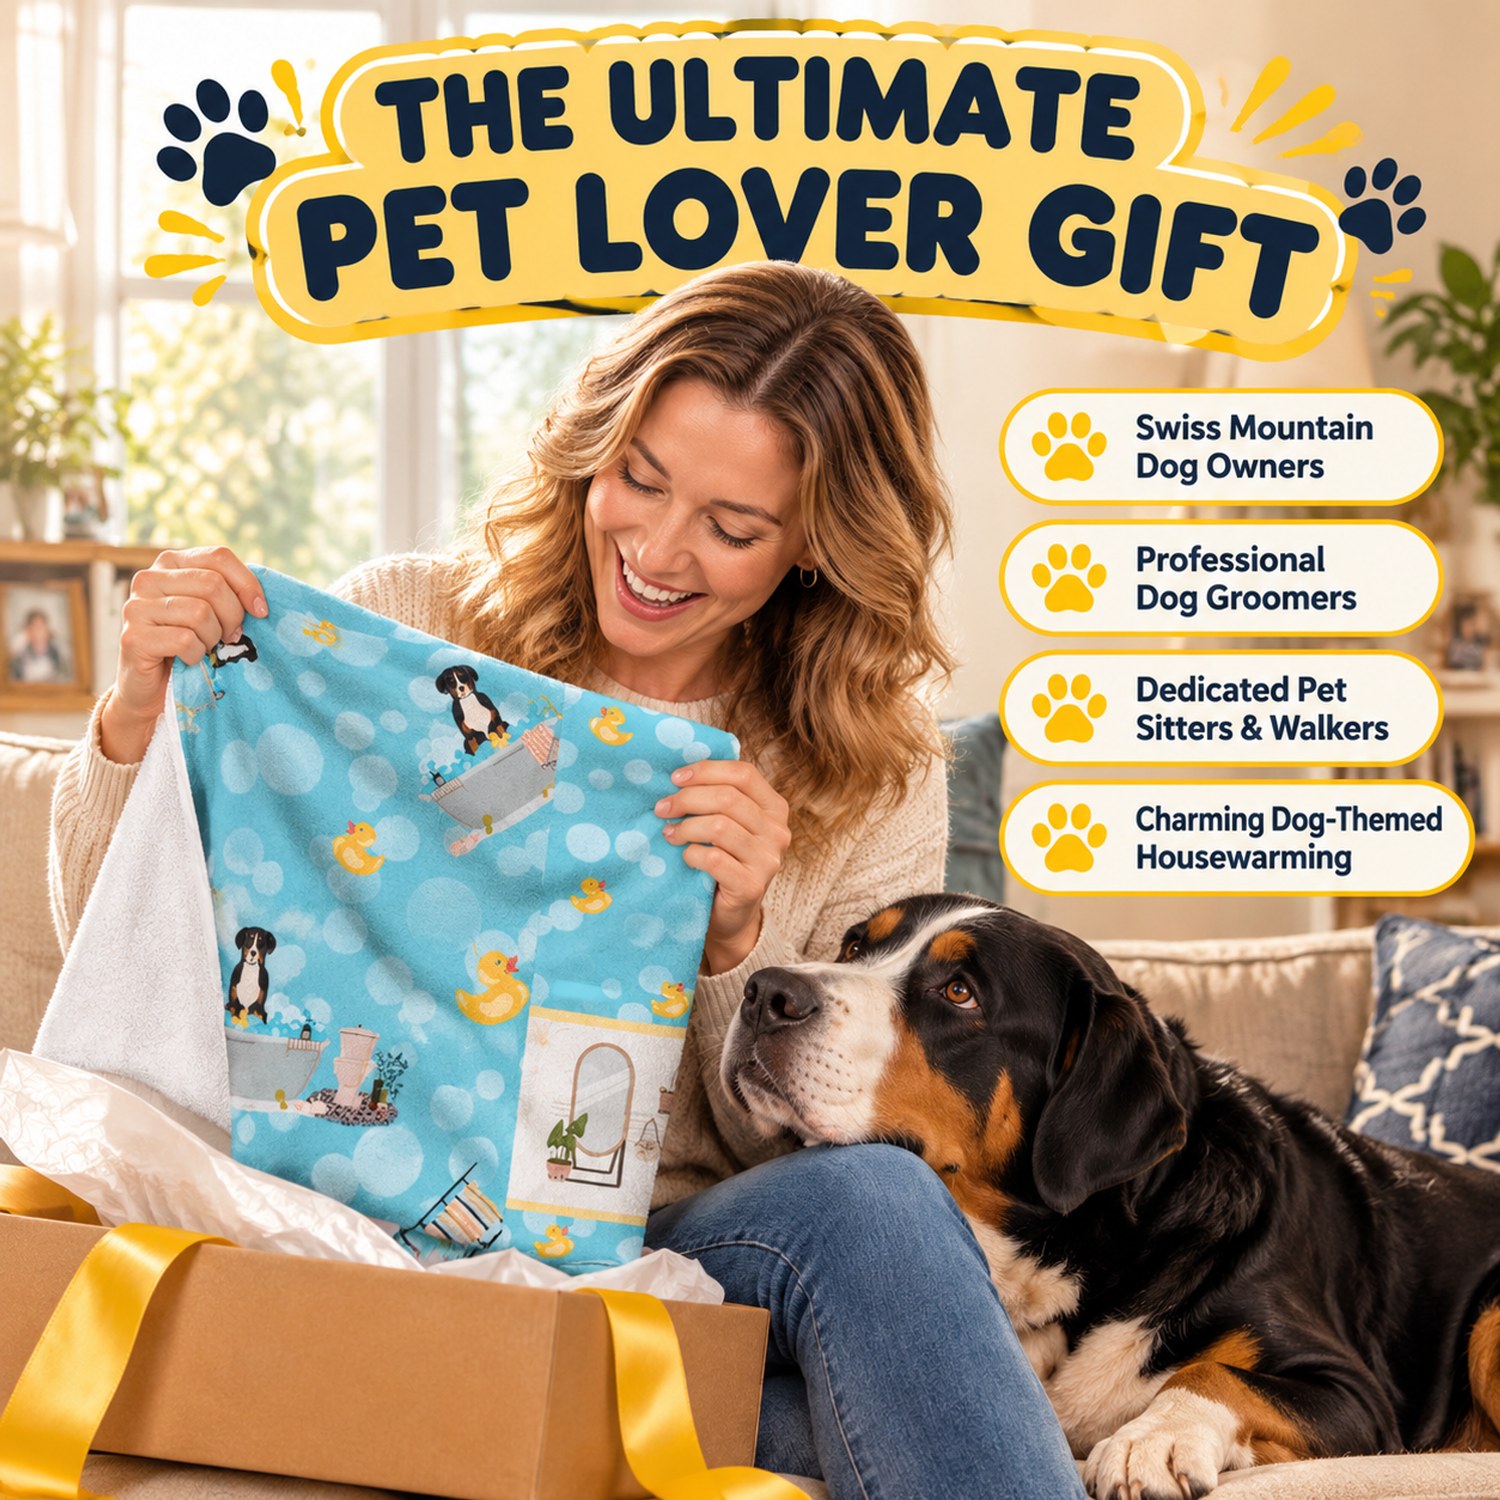 THE ULTIMATE
PET LOVER GIFT
Swiss Mountain
Dog Owners
Professional
Dog Groomers
Dedicated Pet
Sitters & Walkers
Charming Dog-Themed
Housewarming